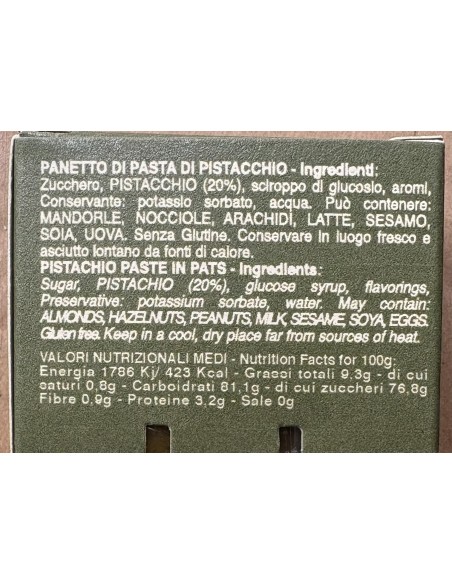 PANETTO DI PASTA DI PISTACCHIO - Ingredienti:
Zucchero, PISTACCHIO (20%), sciroppo di glucosio, aromi,
Conservante: potassio sorbato, acqua. Può contenere:
MANDORLE, NOCCIOLE, ARACHIDI, LATTE, SESAMO,
SOIA, UOVA. Senza Glutine. Conservare in luogo fresco e
asciutto lontano da fonti di calore.
PISTACHIO PASTE IN PATS - Ingredients:
Sugar, PISTACHIO (20%), glucose syrup, flavorings,
Preservative: potassium sorbate, water. May contain:
ALMONDS, HAZELNUTS, PEANUTS, MILK, SESAME, SOYA, EGGS.
Gluten free. Keep in a cool, dry place far from sources of heat.
VALORI NUTRIZIONALI MEDI - Nutrition Facts for 100g:
Energia 1786 Kj/ 423 Kcal - Grassi totali 9,3g - di cui
saturi 0,8g - Carboidrati 81,1g - di cui zuccheri 76,8g
Fibre 0,9g - Proteine 3,2g - Sale 0g